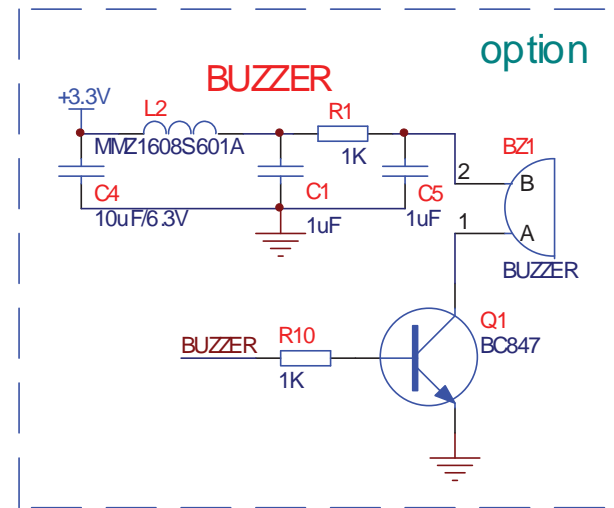 option
BUZZER
+3.3V
L2
R1
MMZ1608S601A
1K
BZ1
2
B
C4
C1
C5
10uF/6.3V
1uF
1uF
1
A
BUZZER
Q1
BUZZER
R10
BC847
1K